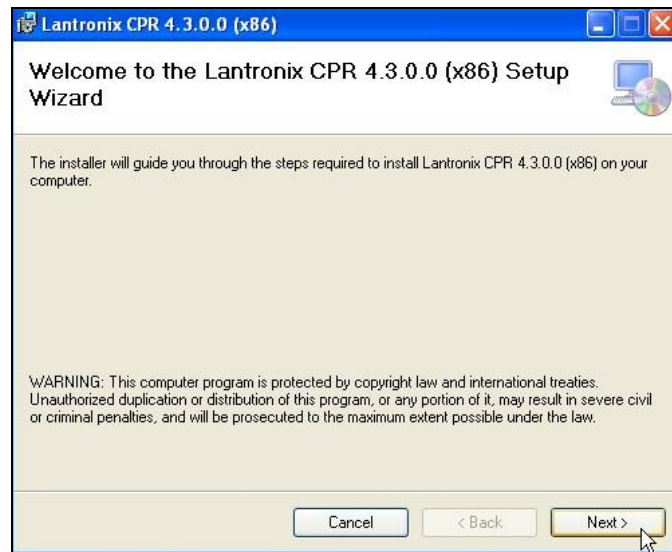 Lantronix CPR 4.3.0.0 (x86)
Welcome to the Lantronix CPR 4.3.0.0 (x86) Setup
Wizard
The installer will guide you through the steps required to install Lantronix CPR 4.3.0.0 (x86) on your
computer.
WARNING: This computer program is protected by copyright law and international treaties.
Unauthorized duplication or distribution of this program, or any portion of it, may result in severe civil
or criminal penalties, and will be prosecuted to the maximum extent possible under the law.
Cancel < Back Next >